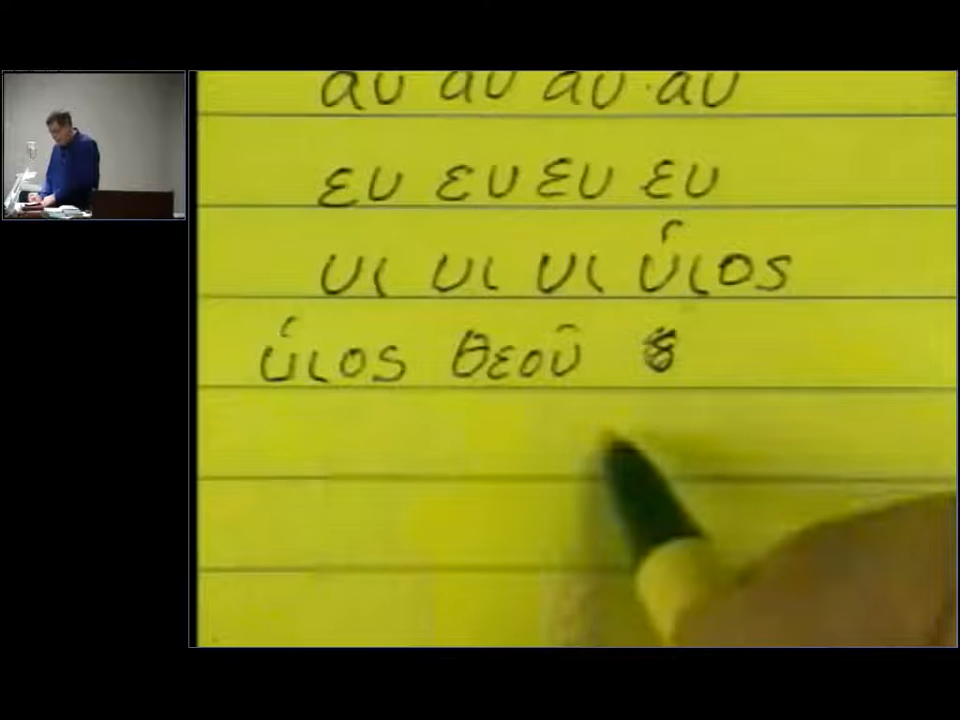 αυ αυ αυ αυ
ευ ευ ευ ευ
υι υι υι ὑιος
ὑιος θεοῦ